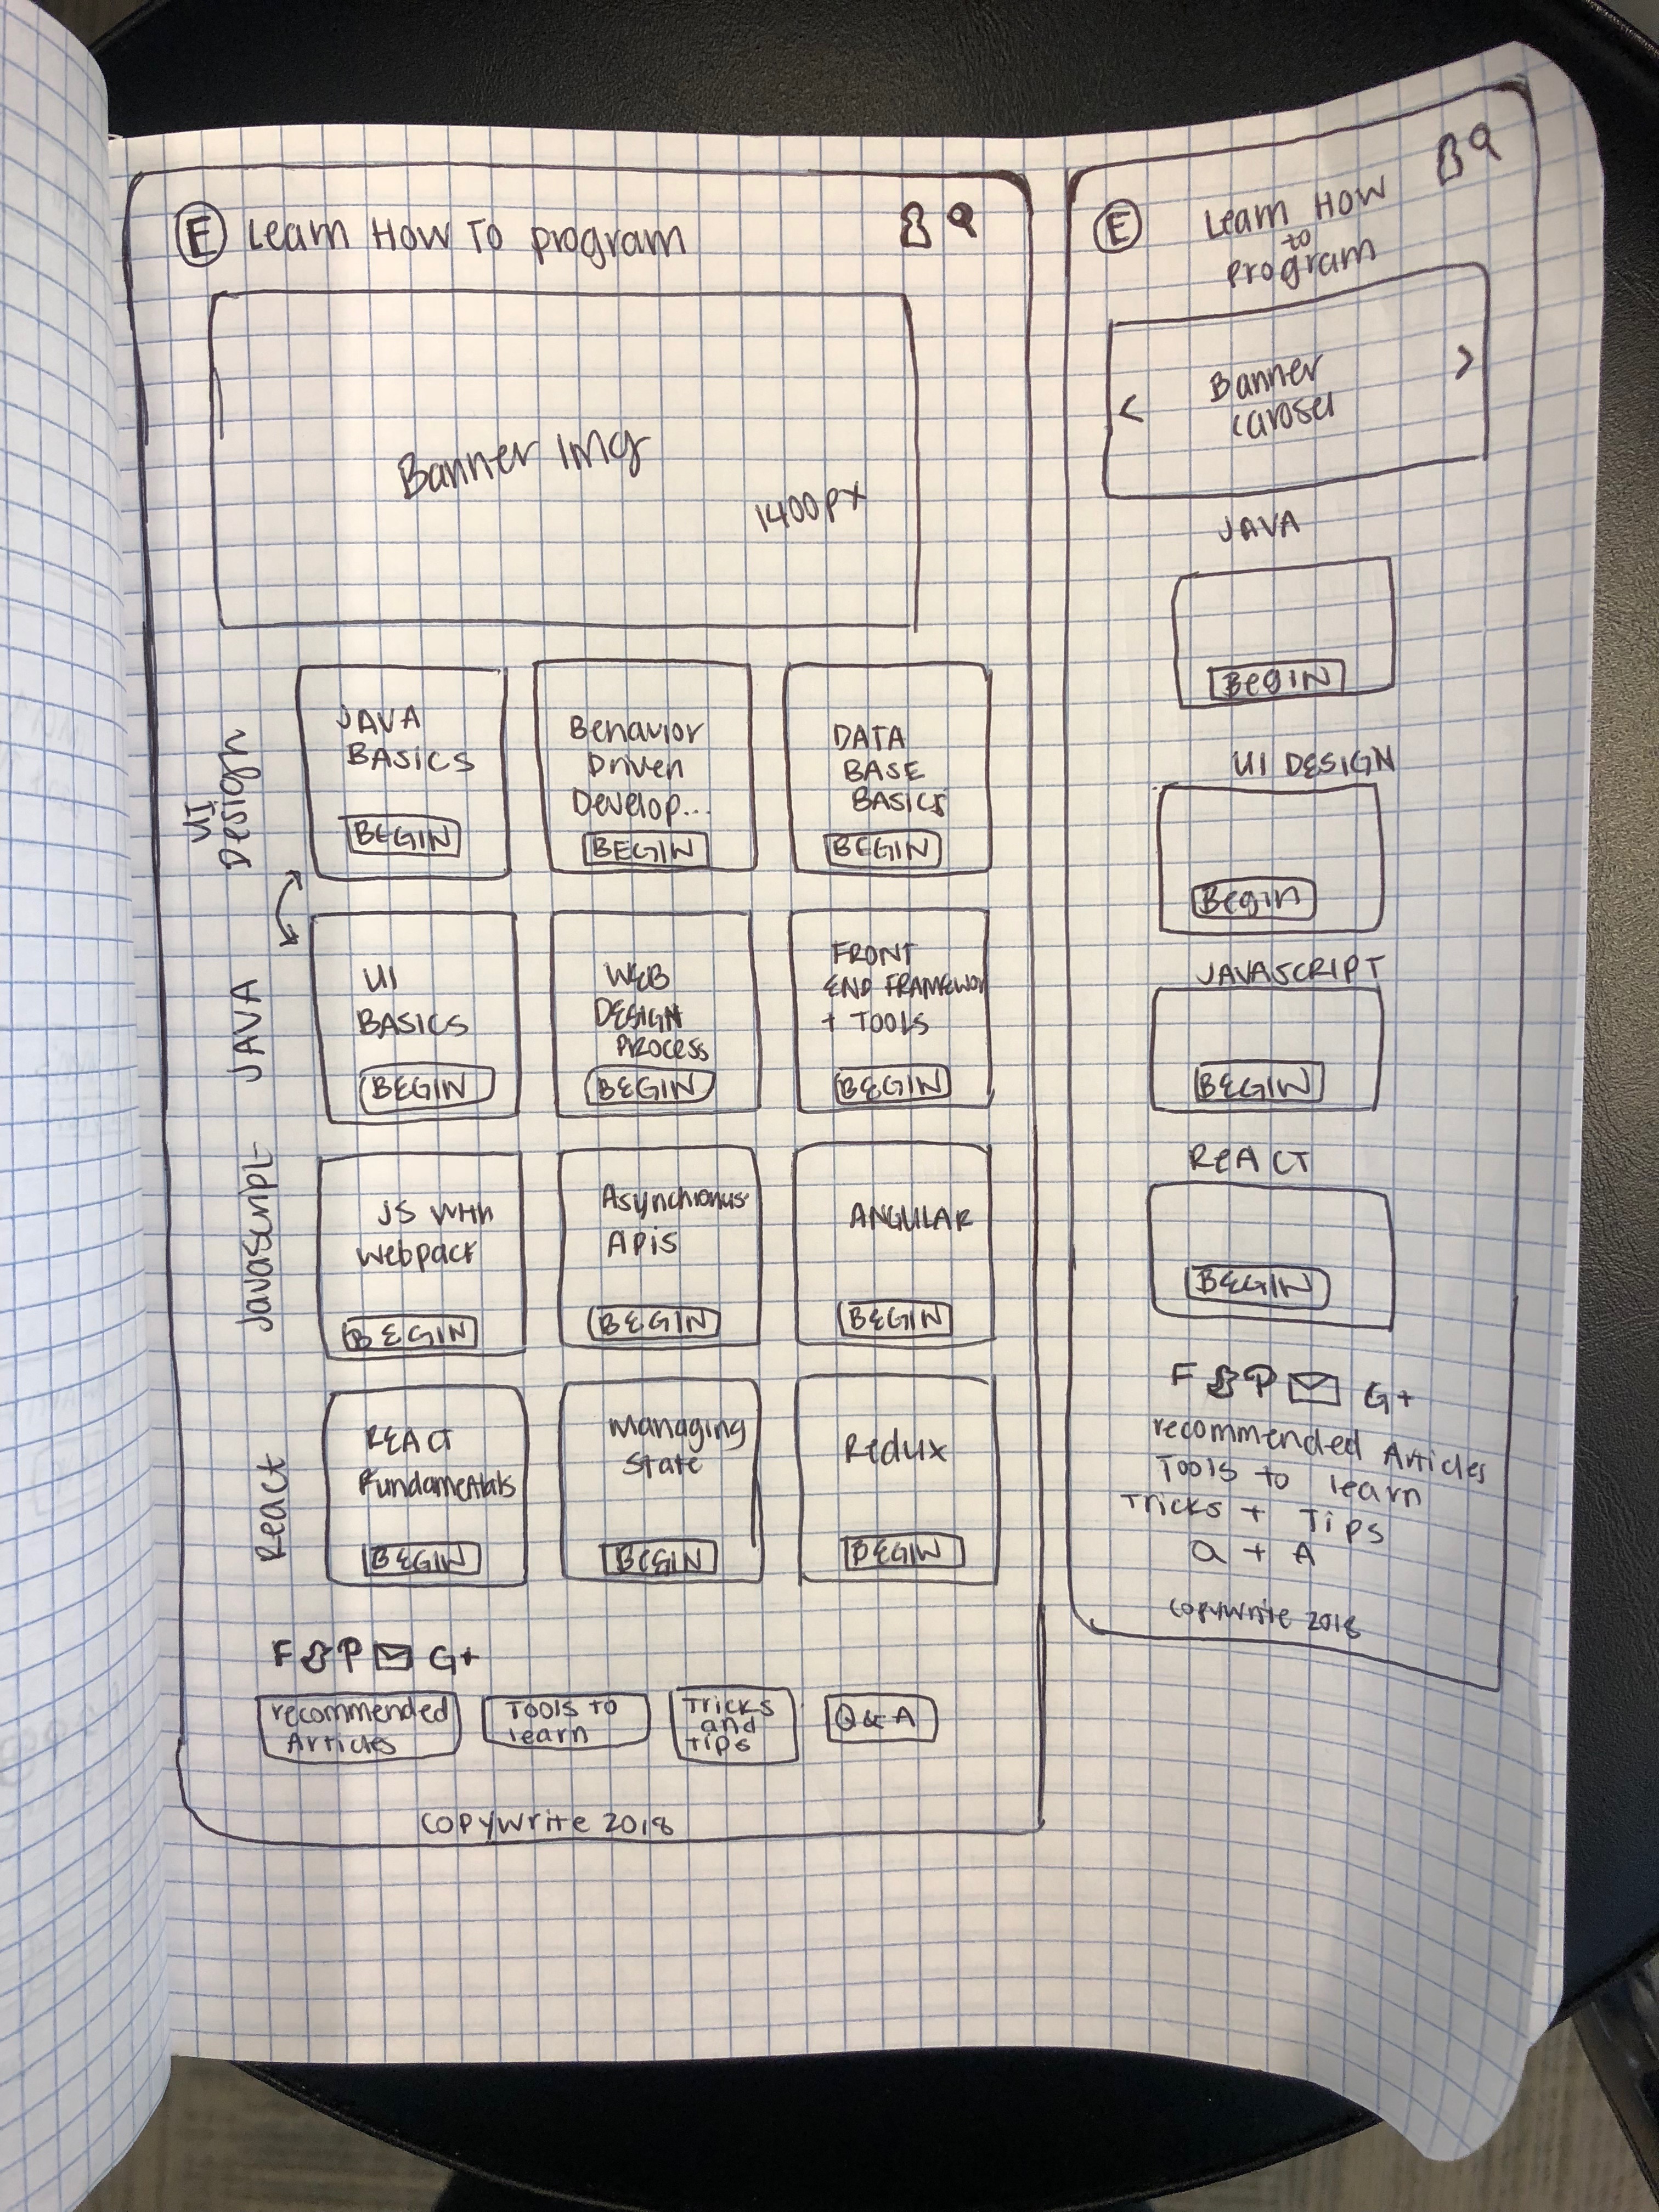 E Learn How To program
Banner Img
1400px
UI
Design
JAVA
BASICS
BEGIN
Behavior
Driven
Develop...
BEGIN
DATA
BASE
BASICS
BEGIN
JAVA
UI
BASICS
BEGIN
WEB
DESIGN
PROCESS
BEGIN
FRONT
END FRAMEWOR
+ TOOLS
BEGIN
Javascript
JS With
Webpack
BEGIN
Asynchronus
APIs
BEGIN
ANGULAR
BEGIN
React
REACT
Fundamentals
BEGIN
Managing
State
BEGIN
Redux
BEGIN
F P G+
recommended
Articles
Tools to
learn
Tricks
and
tips
Q & A
COPYWrite 2018
E
Learn How
to
program
< Banner >
carosel
JAVA
BegIN
UI DESIGN
Begin
JAVASCRIPT
BEGIN
REACT
BEGIN
F P G+
recommended Articles
Tools to learn
Tricks + Tips
Q + A
copywrite 2018